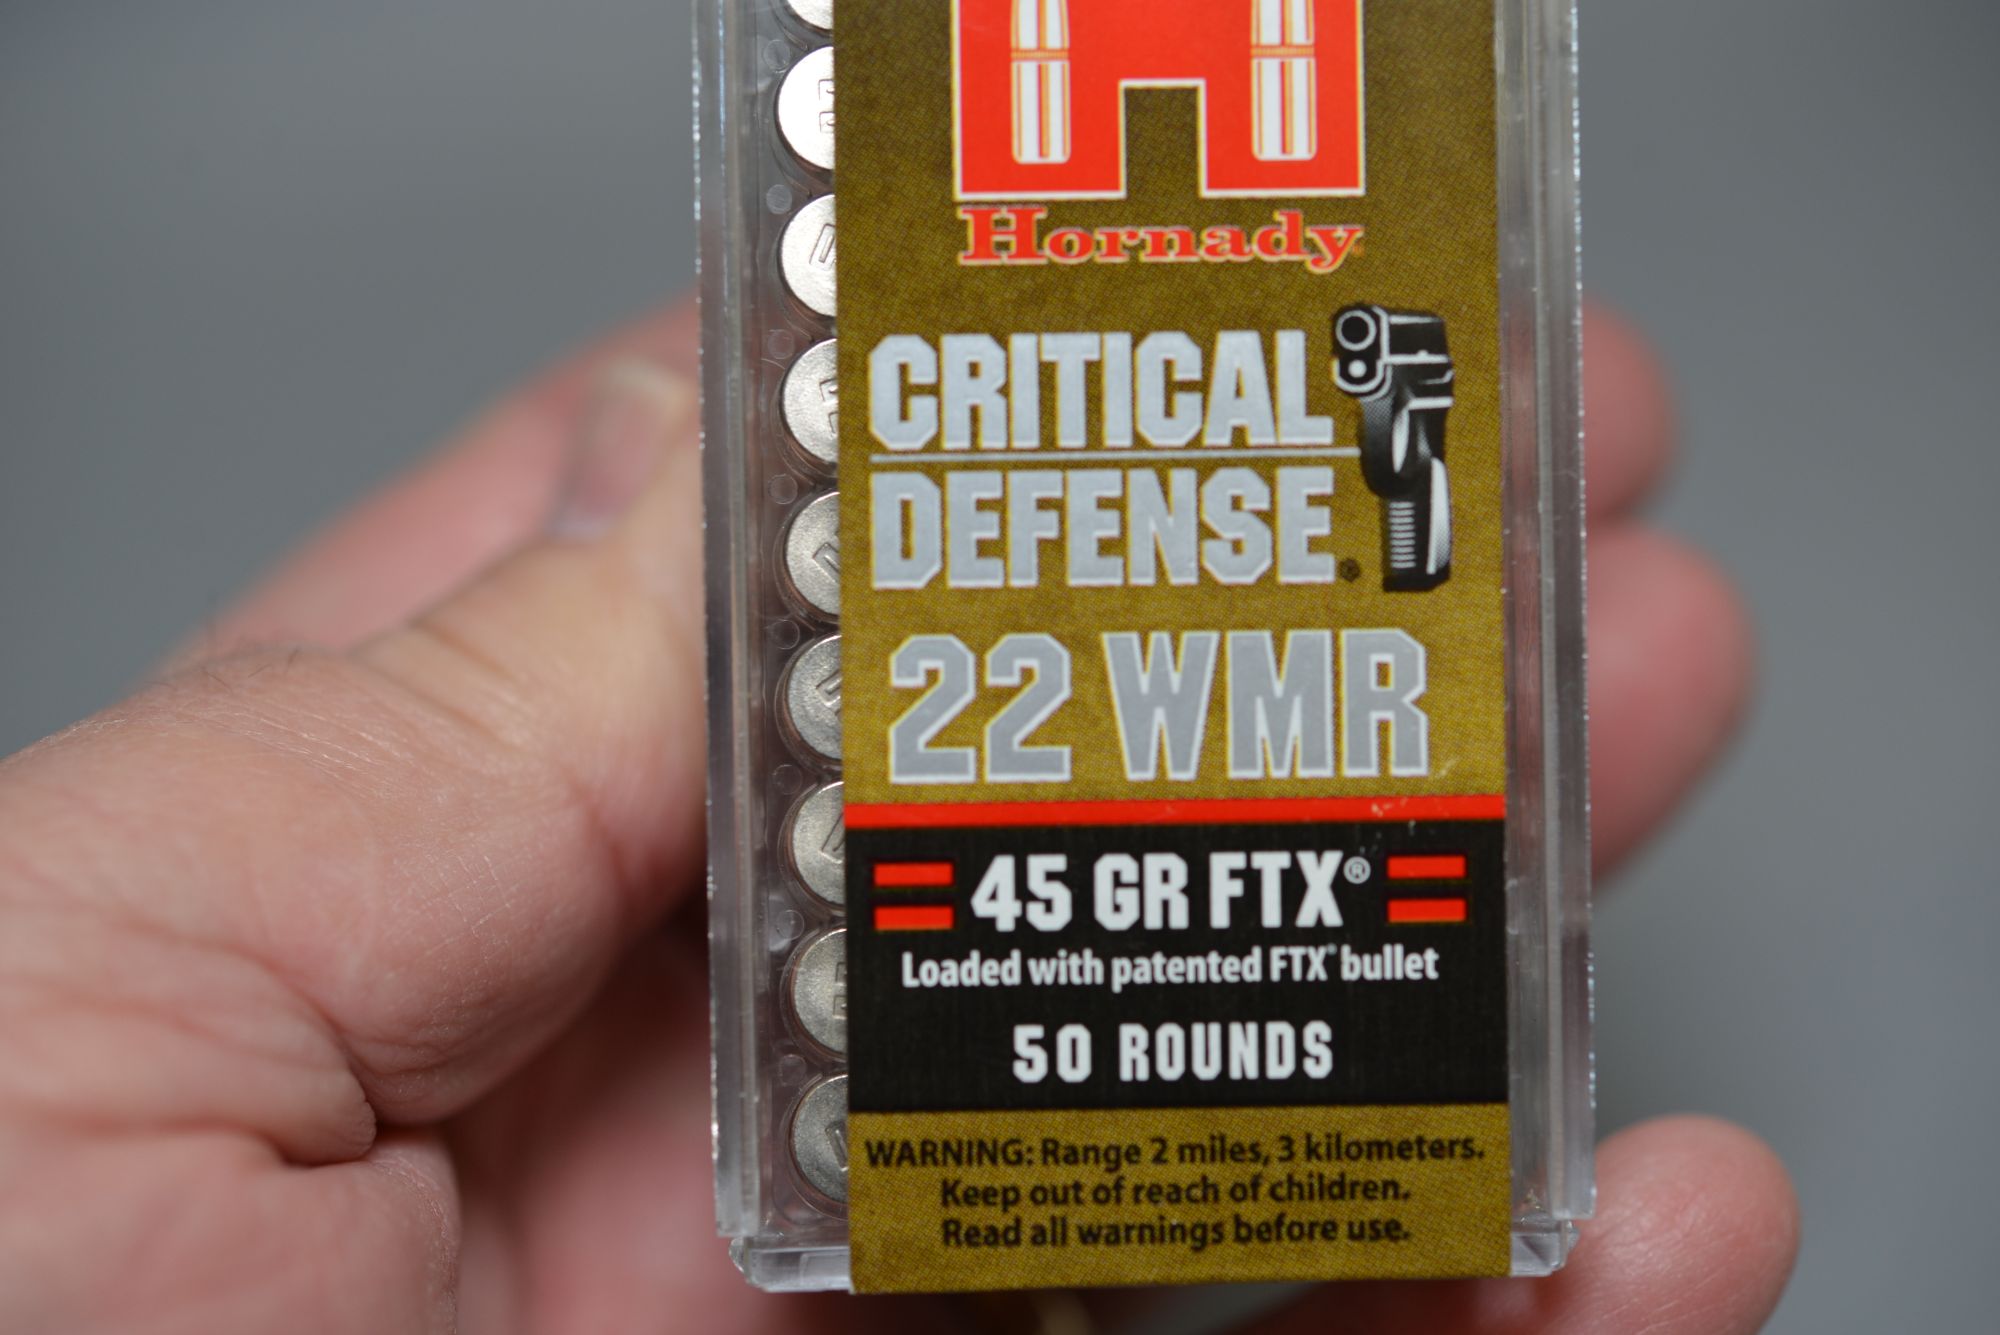 Hornady
CRITICAL
DEFENSE®
22 WMR
45 GR FTX®
Loaded with patented FTX® bullet
50 ROUNDS
WARNING: Range 2 miles, 3 kilometers.
Keep out of reach of children.
Read all warnings before use.